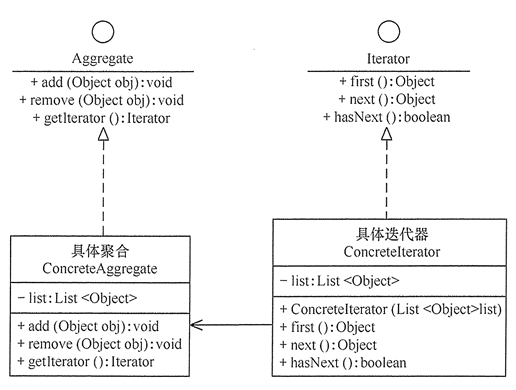 Aggregate
+ add (Object obj):void
+ remove (Object obj):void
+ getIterator ():Iterator
Iterator
+ first ():Object
+ next ():Object
+ hasNext ():boolean
具体聚合
ConcreteAggregate
− list:List <Object>
+ add (Object obj):void
+ remove (Object obj):void
+ getIterator ():Iterator
具体迭代器
ConcreteIterator
− list:List <Object>
+ ConcreteIterator (List <Object>list)
+ first ():Object
+ next ():Object
+ hasNext ():boolean